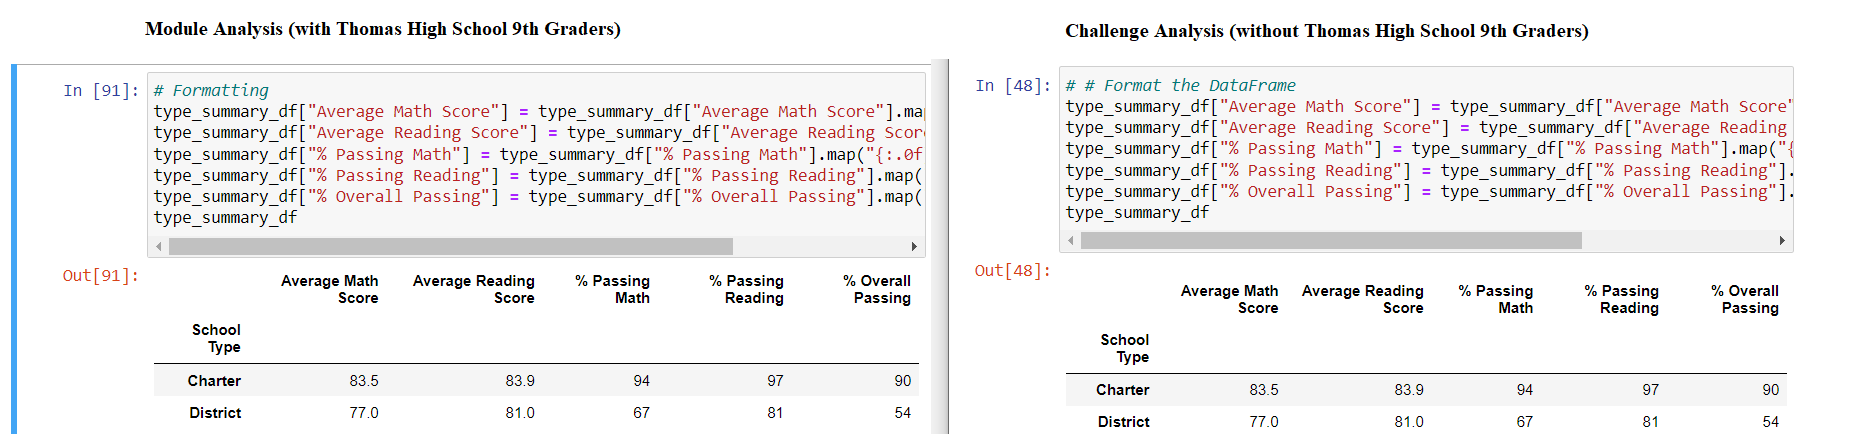 Module Analysis (with Thomas High School 9th Graders)
In [91]: # Formatting
type_summary_df["Average Math Score"] = type_summary_df["Average Math Score"].ma
type_summary_df["Average Reading Score"] = type_summary_df["Average Reading Scor
type_summary_df["% Passing Math"] = type_summary_df["% Passing Math"].map("{:.0f
type_summary_df["% Passing Reading"] = type_summary_df["% Passing Reading"].map(
type_summary_df["% Overall Passing"] = type_summary_df["% Overall Passing"].map(
type_summary_df
Out[91]:
Average Math Score Average Reading Score % Passing Math % Passing Reading % Overall Passing
School Type
Charter 83.5 83.9 94 97 90
District 77.0 81.0 67 81 54
Challenge Analysis (without Thomas High School 9th Graders)
In [48]: # # Format the DataFrame
type_summary_df["Average Math Score"] = type_summary_df["Average Math Score"
type_summary_df["Average Reading Score"] = type_summary_df["Average Reading
type_summary_df["% Passing Math"] = type_summary_df["% Passing Math"].map("{
type_summary_df["% Passing Reading"] = type_summary_df["% Passing Reading"].
type_summary_df["% Overall Passing"] = type_summary_df["% Overall Passing"].
type_summary_df
Out[48]:
Average Math Score Average Reading Score % Passing Math % Passing Reading % Overall Passing
School Type
Charter 83.5 83.9 94 97 90
District 77.0 81.0 67 81 54